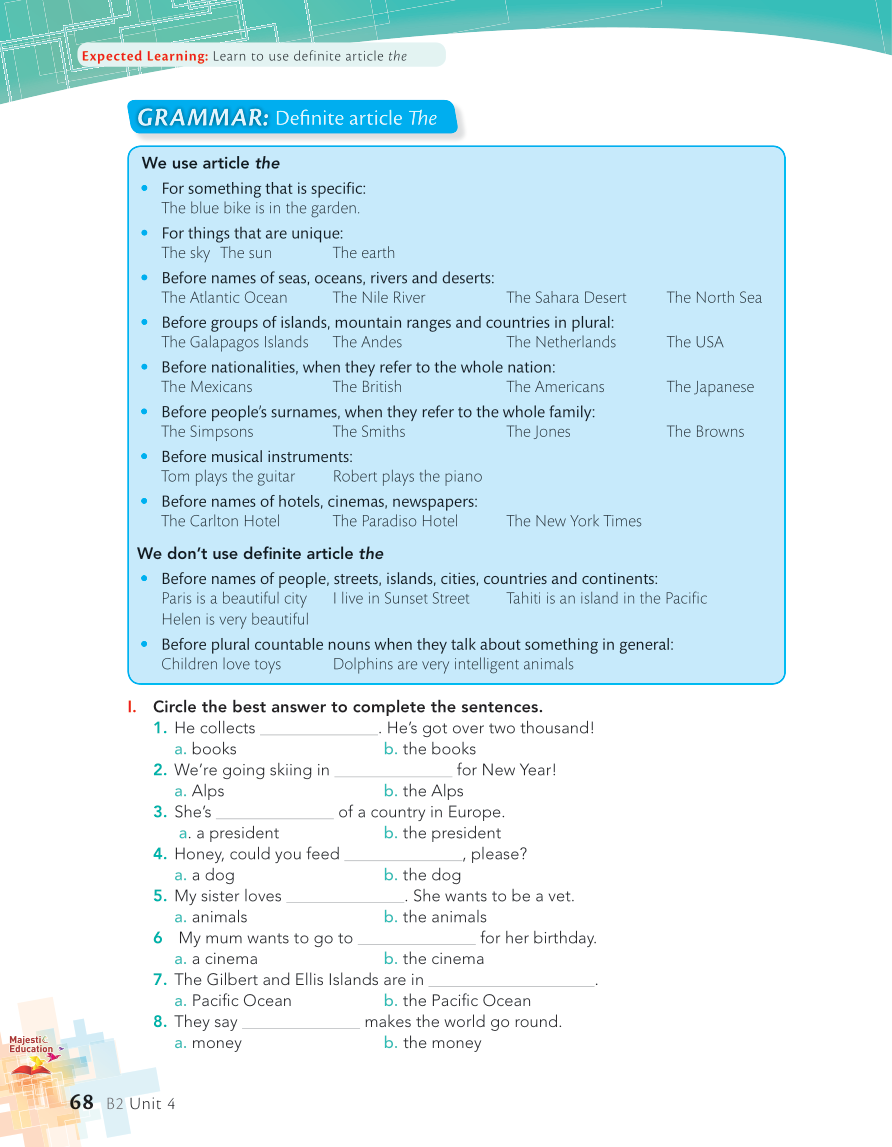 Expected Learning: Learn to use definite article the
GRAMMAR: Definite article The
We use article the
• For something that is specific:
The blue bike is in the garden.
• For things that are unique:
The sky The sun The earth
• Before names of seas, oceans, rivers and deserts:
The Atlantic Ocean The Nile River The Sahara Desert The North Sea
• Before groups of islands, mountain ranges and countries in plural:
The Galapagos Islands The Andes The Netherlands The USA
• Before nationalities, when they refer to the whole nation:
The Mexicans The British The Americans The Japanese
• Before people's surnames, when they refer to the whole family:
The Simpsons The Smiths The Jones The Browns
• Before musical instruments:
Tom plays the guitar Robert plays the piano
• Before names of hotels, cinemas, newspapers:
The Carlton Hotel The Paradiso Hotel The New York Times
We don't use definite article the
• Before names of people, streets, islands, cities, countries and continents:
Paris is a beautiful city I live in Sunset Street Tahiti is an island in the Pacific
Helen is very beautiful
• Before plural countable nouns when they talk about something in general:
Children love toys Dolphins are very intelligent animals
I. Circle the best answer to complete the sentences.
1. He collects ______________. He's got over two thousand!
a. books b. the books
2. We're going skiing in ______________ for New Year!
a. Alps b. the Alps
3. She's ______________ of a country in Europe.
a. a president b. the president
4. Honey, could you feed ______________, please?
a. a dog b. the dog
5. My sister loves ______________. She wants to be a vet.
a. animals b. the animals
6 My mum wants to go to ______________ for her birthday.
a. a cinema b. the cinema
7. The Gilbert and Ellis Islands are in ____________________.
a. Pacific Ocean b. the Pacific Ocean
8. They say ______________ makes the world go round.
a. money b. the money
Majestic
Education
68 B2 Unit 4